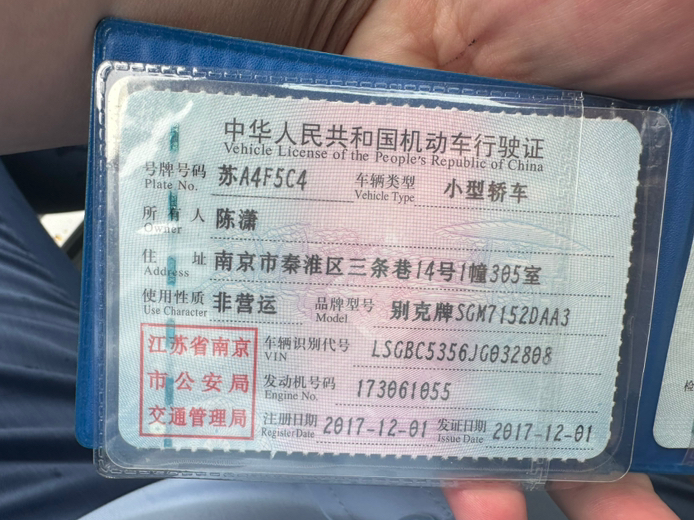 中华人民共和国机动车行驶证
Vehicle License of the People's Republic of China
号牌号码 苏A4F5C4 车辆类型 小型轿车
Plate No. Vehicle Type
所有人 陈潇
Owner
住址 南京市秦淮区三条巷14号1幢305室
Address
使用性质 非营运 品牌型号 别克牌SGM7152DAA3
Use Character Model
江苏省南京
市公安局
交通管理局
车辆识别代号 LSGBC5356JG032808
VIN
发动机号码 173061055
Engine No.
注册日期 2017-12-01 发证日期 2017-12-01
Register Date Issue Date
检